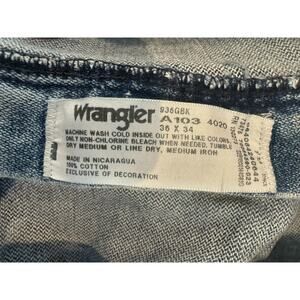 Wrangler 936GBK
A103 4020
36 X 34
MACHINE WASH COLD INSIDE OUT WITH LIKE COLORS
ONLY NON-CHLORINE BLEACH WHEN NEEDED, TUMBLE
DRY MEDIUM OR LINE DRY, MEDIUM IRON
MADE IN NICARAGUA
100% COTTON
EXCLUSIVE OF DECORATION